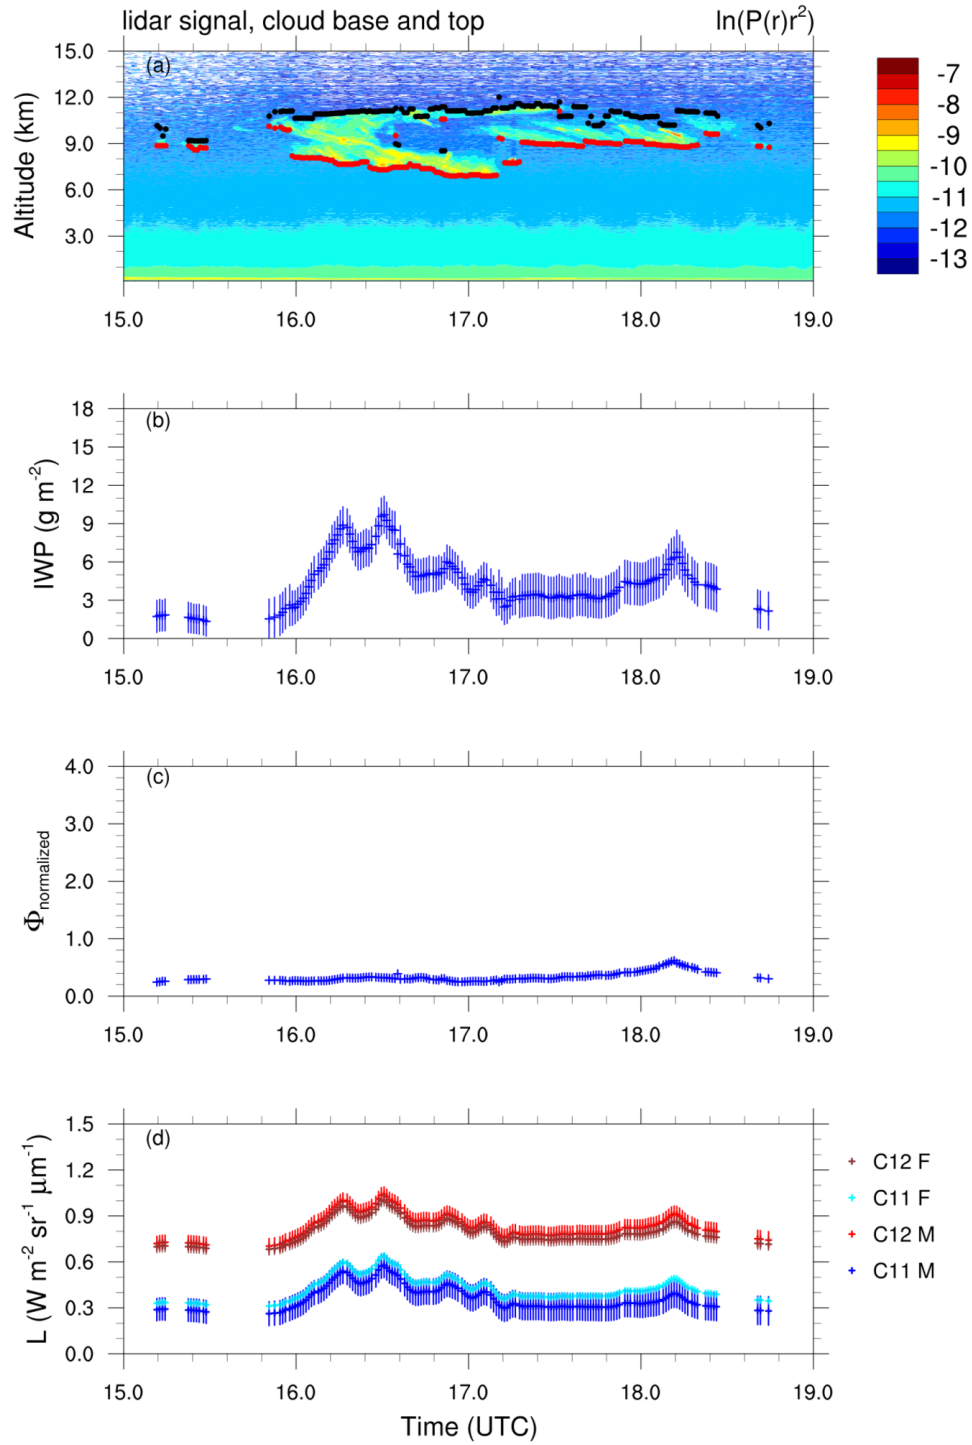 lidar signal, cloud base and top ln(P(r)r²)
(a)
Altitude (km)
15.0
12.0
9.0
6.0
3.0
15.0 16.0 17.0 18.0 19.0
-7
-8
-9
-10
-11
-12
-13
(b)
IWP (g m⁻²)
18
15
12
9
6
3
0
15.0 16.0 17.0 18.0 19.0
(c)
Φnormalized
4.0
3.0
2.0
1.0
0.0
15.0 16.0 17.0 18.0 19.0
(d)
L (W m⁻² sr⁻¹ µm⁻¹)
1.5
1.2
0.9
0.6
0.3
0.0
15.0 16.0 17.0 18.0 19.0
Time (UTC)
C12 F
C11 F
C12 M
C11 M